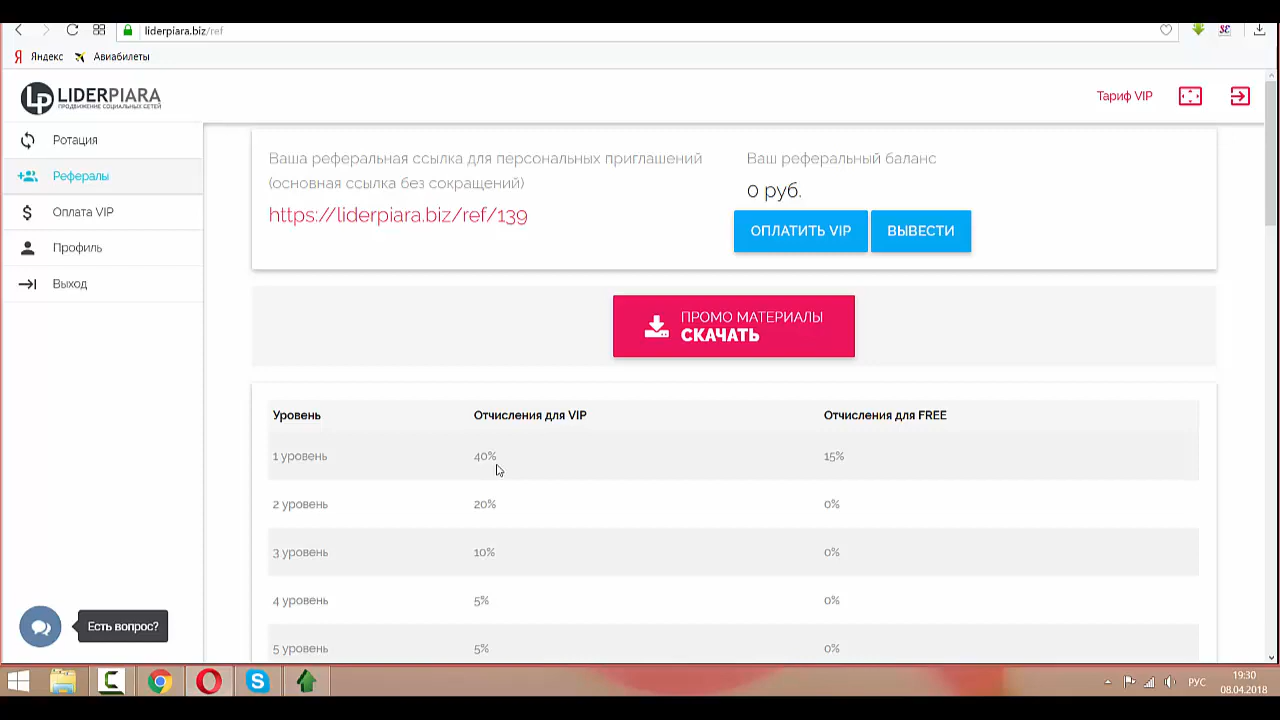 liderpiara.biz/ref
Яндекс
Авиабилеты
LP LIDERPIARA
ПРОДВИЖЕНИЕ СОЦИАЛЬНЫХ СЕТЕЙ
Тариф VIP
Ротация
Рефералы
Оплата VIP
Профиль
Выход
Ваша реферальная ссылка для персональных приглашений
(основная ссылка без сокращений)
https://liderpiara.biz/ref/139
Ваш реферальный баланс
0 руб.
ОПЛАТИТЬ VIP
ВЫВЕСТИ
ПРОМО МАТЕРИАЛЫ
СКАЧАТЬ
Уровень Отчисления для VIP Отчисления для FREE
1 уровень 40% 15%
2 уровень 20% 0%
3 уровень 10% 0%
4 уровень 5% 0%
5 уровень 5% 0%
Есть вопрос?
РУС
19:30
08.04.2018